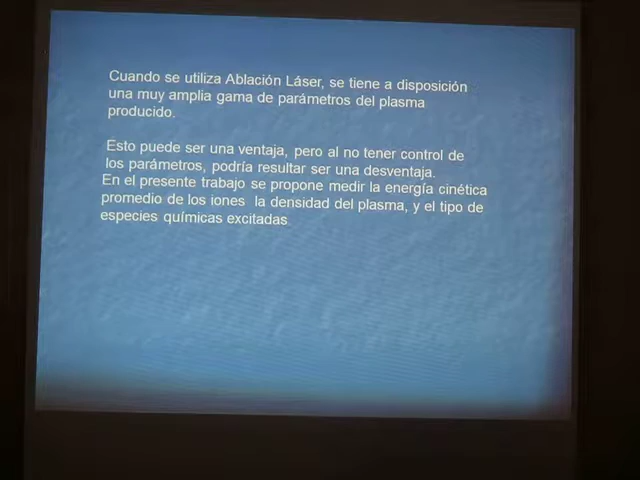 Cuando se utiliza Ablación Láser, se tiene a disposición
una muy amplia gama de parámetros del plasma
producido.
Esto puede ser una ventaja, pero al no tener control de
los parámetros, podría resultar ser una desventaja.
En el presente trabajo se propone medir la energía cinética
promedio de los iones la densidad del plasma, y el tipo de
especies químicas excitadas